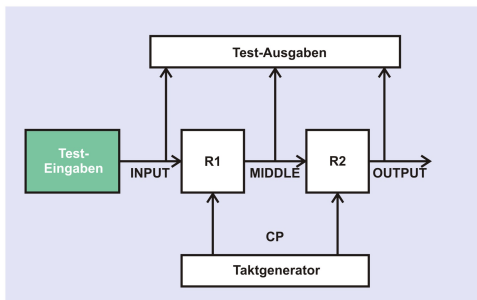 Test-Ausgaben
Test-
Eingaben
INPUT
R1
MIDDLE
R2
OUTPUT
CP
Taktgenerator